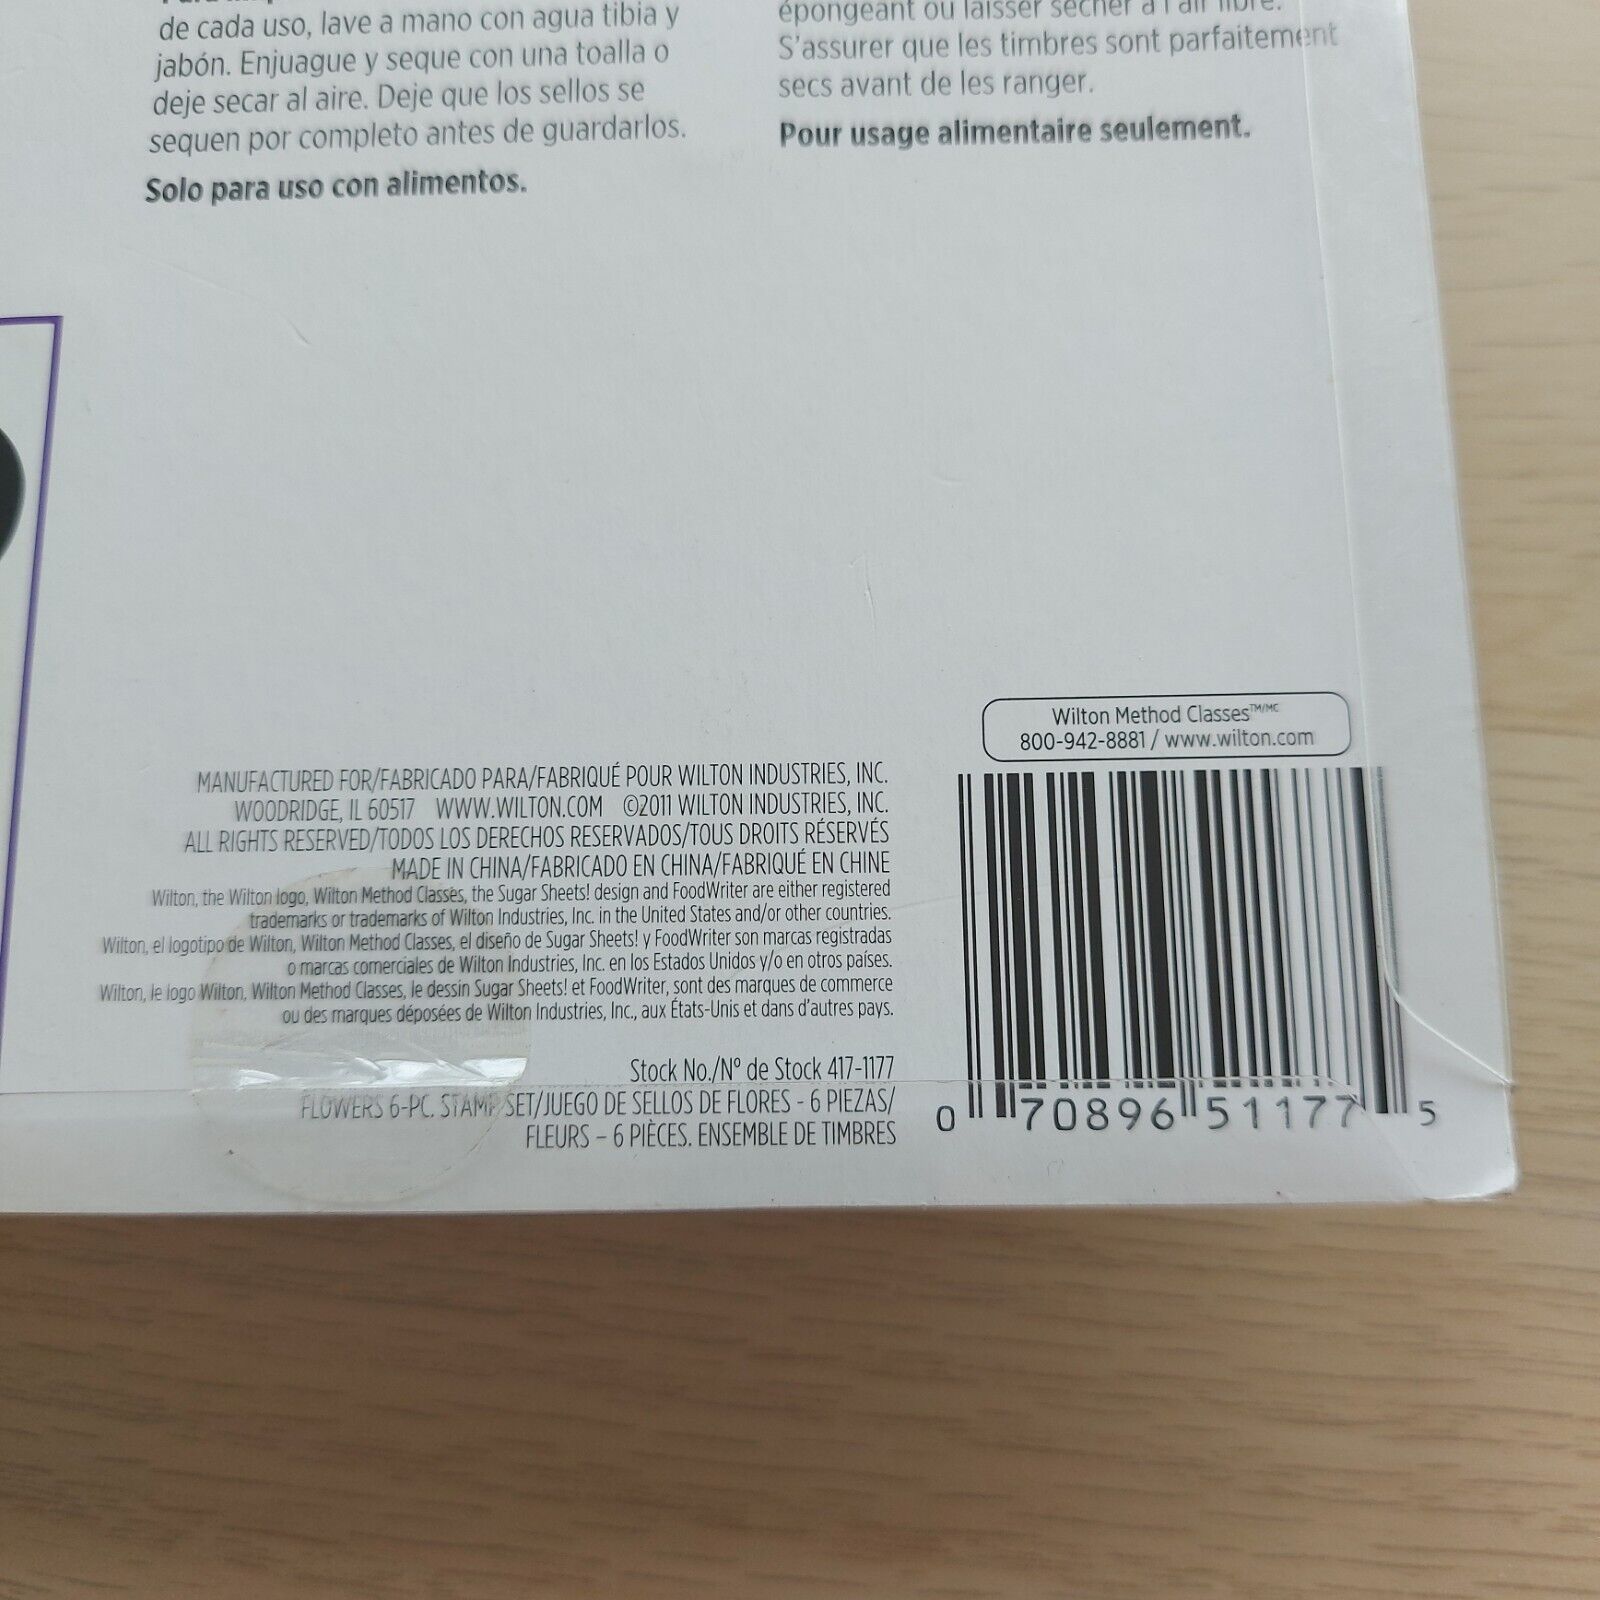 de cada uso, lave a mano con agua tibia y
jabón. Enjuague y seque con una toalla o
deje secar al aire. Deje que los sellos se
sequen por completo antes de guardarlos.
Solo para uso con alimentos.
épongeant ou laisser sécher à l'air libre.
S'assurer que les timbres sont parfaitement
secs avant de les ranger.
Pour usage alimentaire seulement.
Wilton Method Classes™/MC
800-942-8881 / www.wilton.com
MANUFACTURED FOR/FABRICADO PARA/FABRIQUÉ POUR WILTON INDUSTRIES, INC.
WOODRIDGE, IL 60517 WWW.WILTON.COM ©2011 WILTON INDUSTRIES, INC.
ALL RIGHTS RESERVED/TODOS LOS DERECHOS RESERVADOS/TOUS DROITS RÉSERVÉS
MADE IN CHINA/FABRICADO EN CHINA/FABRIQUÉ EN CHINE
Wilton, the Wilton logo, Wilton Method Classes, the Sugar Sheets! design and FoodWriter are either registered
trademarks or trademarks of Wilton Industries, Inc. in the United States and/or other countries.
Wilton, el logotipo de Wilton, Wilton Method Classes, el diseño de Sugar Sheets! y FoodWriter son marcas registradas
o marcas comerciales de Wilton Industries, Inc. en los Estados Unidos y/o en otros países.
Wilton, le logo Wilton, Wilton Method Classes, le dessin Sugar Sheets! et FoodWriter, sont des marques de commerce
ou des marques déposées de Wilton Industries, Inc., aux États-Unis et dans d'autres pays.
Stock No./Nº de Stock 417-1177
FLOWERS 6-PC. STAMP SET/JUEGO DE SELLOS DE FLORES - 6 PIEZAS/
FLEURS – 6 PIÈCES. ENSEMBLE DE TIMBRES
0 70896 51177 5